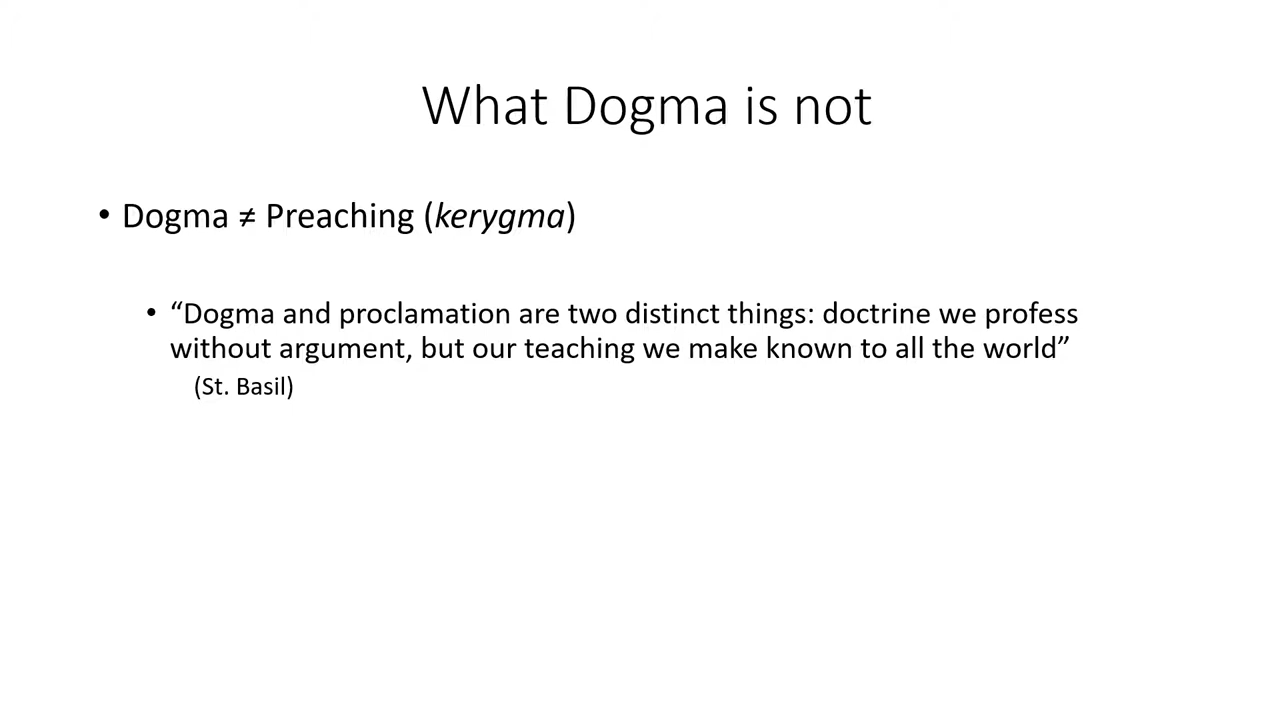 What Dogma is not
• Dogma ≠ Preaching (kerygma)
• “Dogma and proclamation are two distinct things: doctrine we profess
without argument, but our teaching we make known to all the world”
(St. Basil)